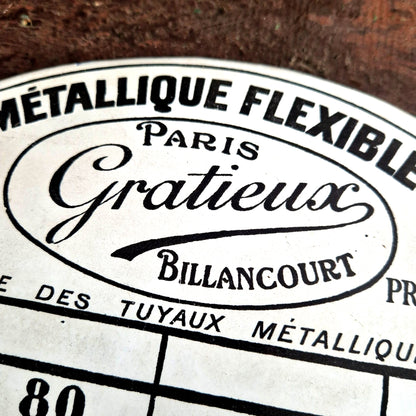 MÉTALLIQUE FLEXIBLE
PARIS
Gratieux
BILLANCOURT
PR
E DES TUYAUX MÉTALLIQU
80